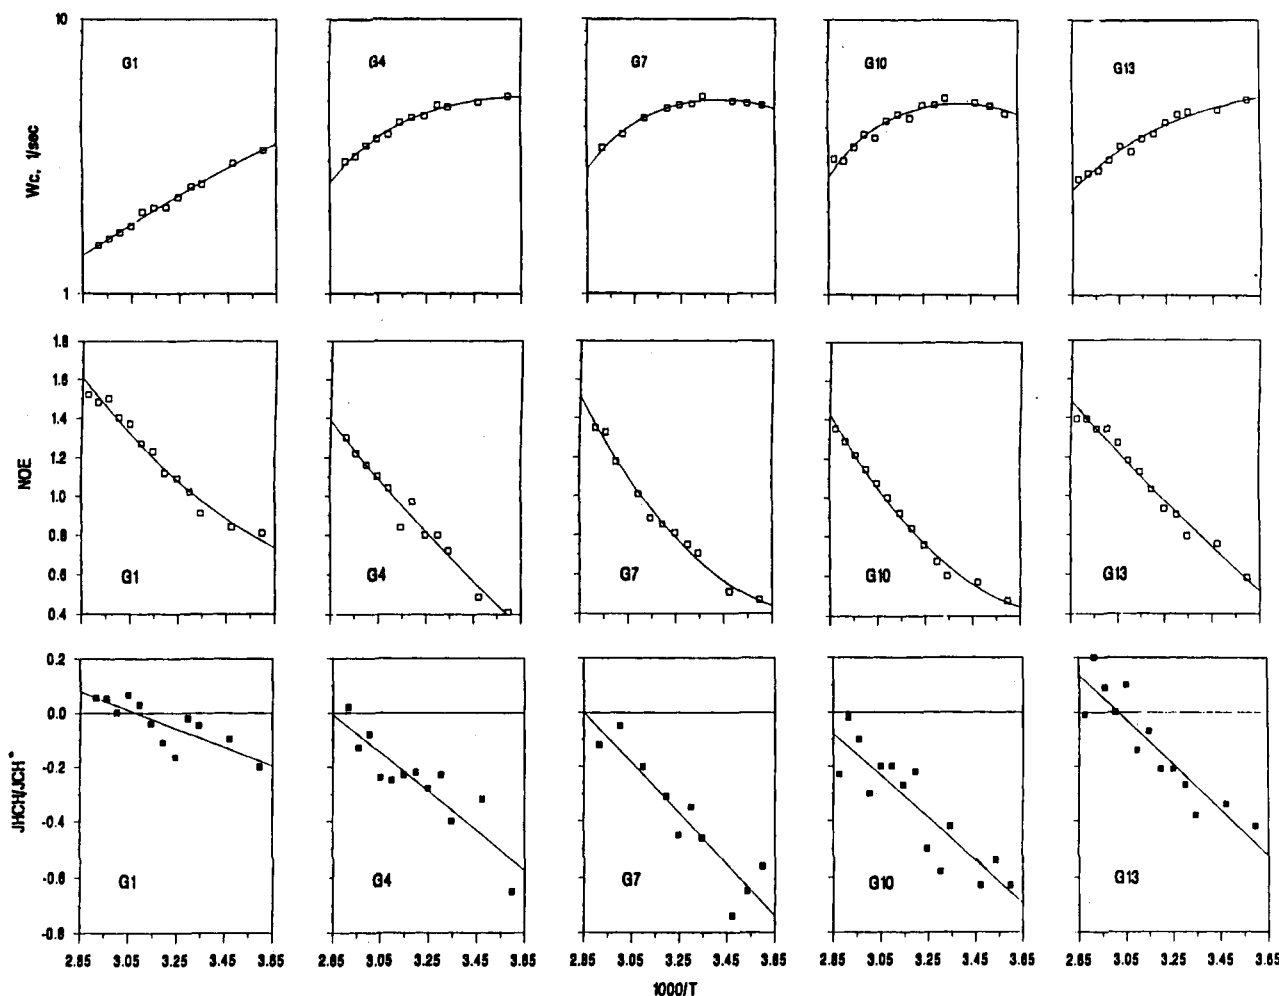 10
G1
G4
G7
G10
G13
Wc, 1/sec
1
1.8
1.6
1.4
1.2
1.0
0.8
0.6
0.4
NOE
G1
G4
G7
G10
G13
0.2
0.0
-0.2
-0.4
-0.6
-0.8
JHCH/JCH*
G1
G4
G7
G10
G13
2.85 3.05 3.25 3.45 3.65
2.85 3.05 3.25 3.45 3.65
2.85 3.05 3.25 3.45 3.65
2.85 3.05 3.25 3.45 3.65
2.85 3.05 3.25 3.45 3.65
1000/T